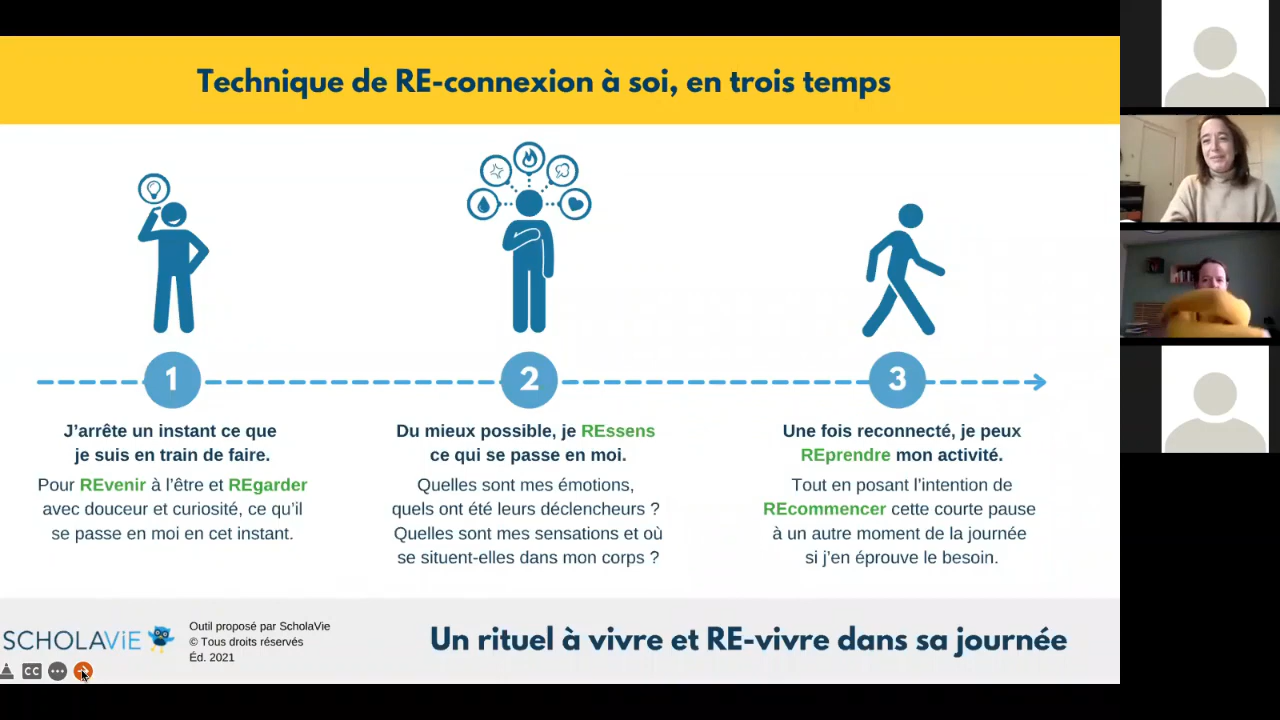 Technique de RE-connexion à soi, en trois temps
1
J'arrête un instant ce que
je suis en train de faire.
Pour REvenir à l'être et REgarder
avec douceur et curiosité, ce qu'il
se passe en moi en cet instant.
2
Du mieux possible, je REssens
ce qui se passe en moi.
Quelles sont mes émotions,
quels ont été leurs déclencheurs ?
Quelles sont mes sensations et où
se situent-elles dans mon corps ?
3
Une fois reconnecté, je peux
REprendre mon activité.
Tout en posant l'intention de
REcommencer cette courte pause
à un autre moment de la journée
si j'en éprouve le besoin.
SCHOLAViE
Outil proposé par ScholaVie
© Tous droits réservés
Éd. 2021
Un rituel à vivre et RE-vivre dans sa journée
CC